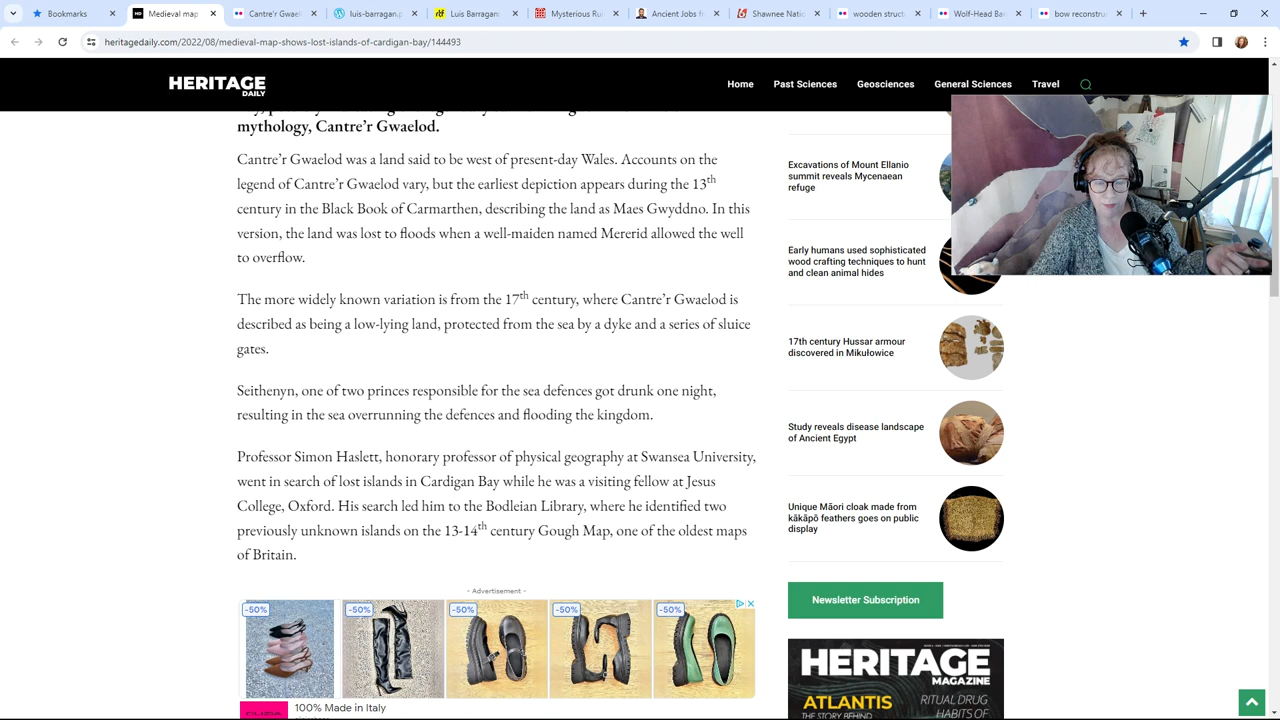 Bookmarks
Medieval map
Cantre'r Gwae
luis-barragan.p
Luis Barragan
Mysterious Rui
Ancient Jobs f
Shawnee Natio
wooden struct
Wolf-Head Ba
bow reconstru
heritagedaily.com/2022/08/medieval-map-shows-lost-islands-of-cardigan-bay/144493
HERITAGE
DAILY
Home
Past Sciences
Geosciences
General Sciences
Travel
mythology, Cantre'r Gwaelod.
Cantre'r Gwaelod was a land said to be west of present-day Wales. Accounts on the
legend of Cantre'r Gwaelod vary, but the earliest depiction appears during the 13th
century in the Black Book of Carmarthen, describing the land as Maes Gwyddno. In this
version, the land was lost to floods when a well-maiden named Mererid allowed the well
to overflow.
The more widely known variation is from the 17th century, where Cantre'r Gwaelod is
described as being a low-lying land, protected from the sea by a dyke and a series of sluice
gates.
Seithenyn, one of two princes responsible for the sea defences got drunk one night,
resulting in the sea overrunning the defences and flooding the kingdom.
Professor Simon Haslett, honorary professor of physical geography at Swansea University,
went in search of lost islands in Cardigan Bay while he was a visiting fellow at Jesus
College, Oxford. His search led him to the Bodleian Library, where he identified two
previously unknown islands on the 13-14th century Gough Map, one of the oldest maps
of Britain.
- Advertisement -
-50%
-50%
-50%
-50%
-50%
100% Made in Italy
Excavations of Mount Ellanio
summit reveals Mycenaean
refuge
Early humans used sophisticated
wood crafting techniques to hunt
and clean animal hides
17th century Hussar armour
discovered in Mikułowice
Study reveals disease landscape
of Ancient Egypt
Unique Māori cloak made from
kākāpō feathers goes on public
display
Newsletter Subscription
HERITAGE
MAGAZINE
ATLANTIS
THE STORY BEHIND
RITUAL DRUG
HABITS OF